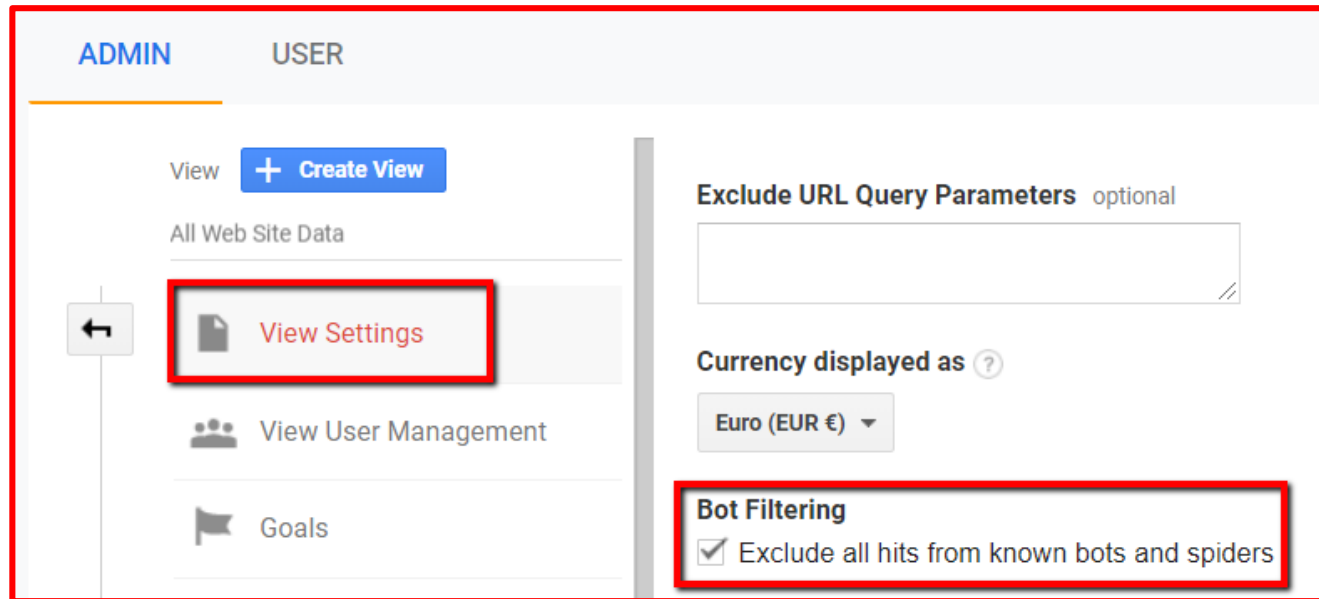 ADMIN USER
View + Create View
All Web Site Data
View Settings
View User Management
Goals
Exclude URL Query Parameters optional
Currency displayed as ?
Euro (EUR €)
Bot Filtering
Exclude all hits from known bots and spiders